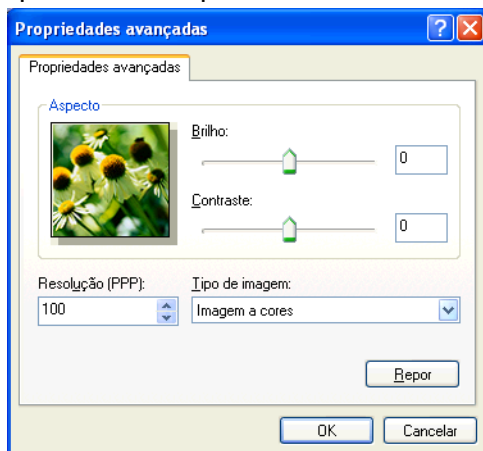 Propriedades avançadas
Propriedades avançadas
Aspecto
Brilho:
0
Contraste:
0
Resolução (PPP):
Tipo de imagem:
100
Imagem a cores
Repor
OK
Cancelar